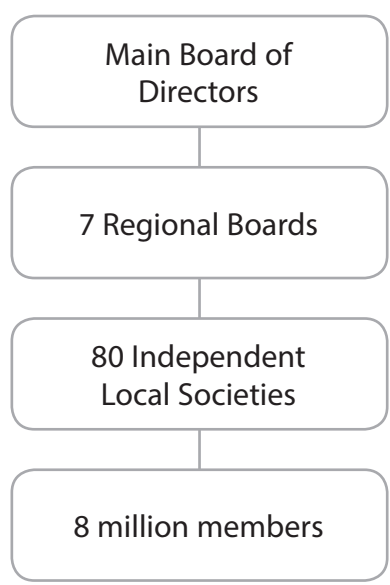 Main Board of
Directors
7 Regional Boards
80 Independent
Local Societies
8 million members